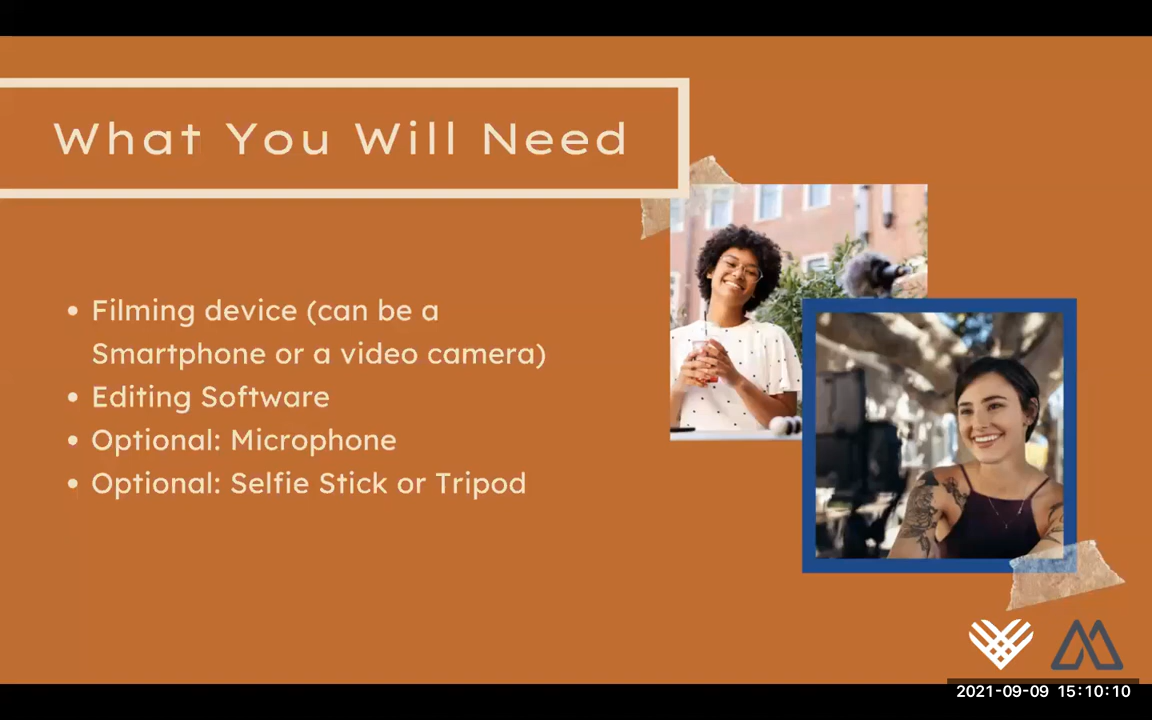 What You Will Need
• Filming device (can be a
Smartphone or a video camera)
• Editing Software
• Optional: Microphone
• Optional: Selfie Stick or Tripod
2021-09-09 15:10:10